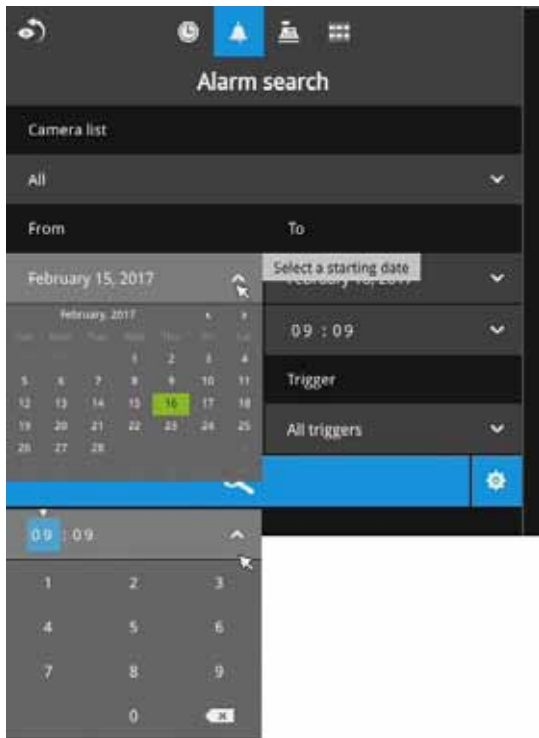 Alarm search
Camera list
All
From To
February 15, 2017
Select a starting date
February, 2017
1 2 3 4
5 6 7 8 9 10 11
12 13 14 15 16 17 18
19 20 21 22 23 24 25
26 27 28
09 : 09
Trigger
All triggers
09 : 09
1 2 3
4 5 6
7 8 9
0